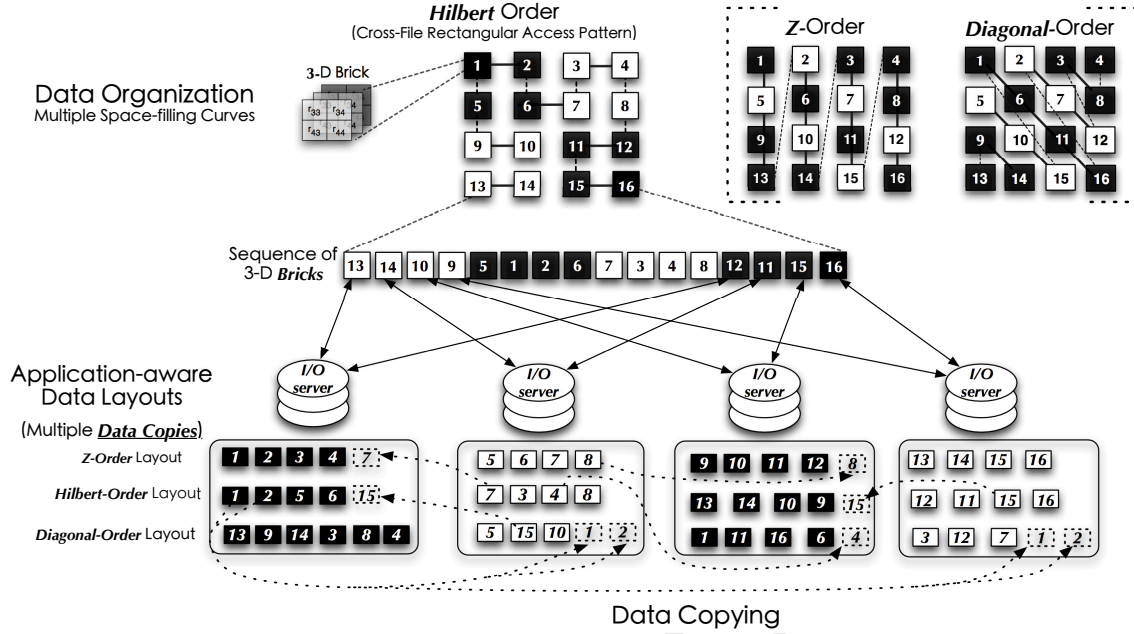 Hilbert Order
(Cross-File Rectangular Access Pattern)
Z-Order
Diagonal-Order
3-D Brick
r33 r34
r43 r44
Data Organization
Multiple Space-filling Curves
1 2 3 4
5 6 7 8
9 10 11 12
13 14 15 16
1 2 3 4
5 6 7 8
9 10 11 12
13 14 15 16
1 2 3 4
5 6 7 8
9 10 11 12
13 14 15 16
Sequence of
3-D Bricks
13 14 10 9 5 1 2 6 7 3 4 8 12 11 15 16
Application-aware
Data Layouts
(Multiple Data Copies)
I/O
server
I/O
server
I/O
server
I/O
server
Z-Order Layout
1 2 3 4 7
5 6 7 8
9 10 11 12 8
13 14 15 16
Hilbert-Order Layout
1 2 5 6 15
7 3 4 8
13 14 10 9 15
12 11 15 16
Diagonal-Order Layout
13 9 14 3 8 4
5 15 10 1 2
1 11 16 6 4
3 12 7 1 2
Data Copying